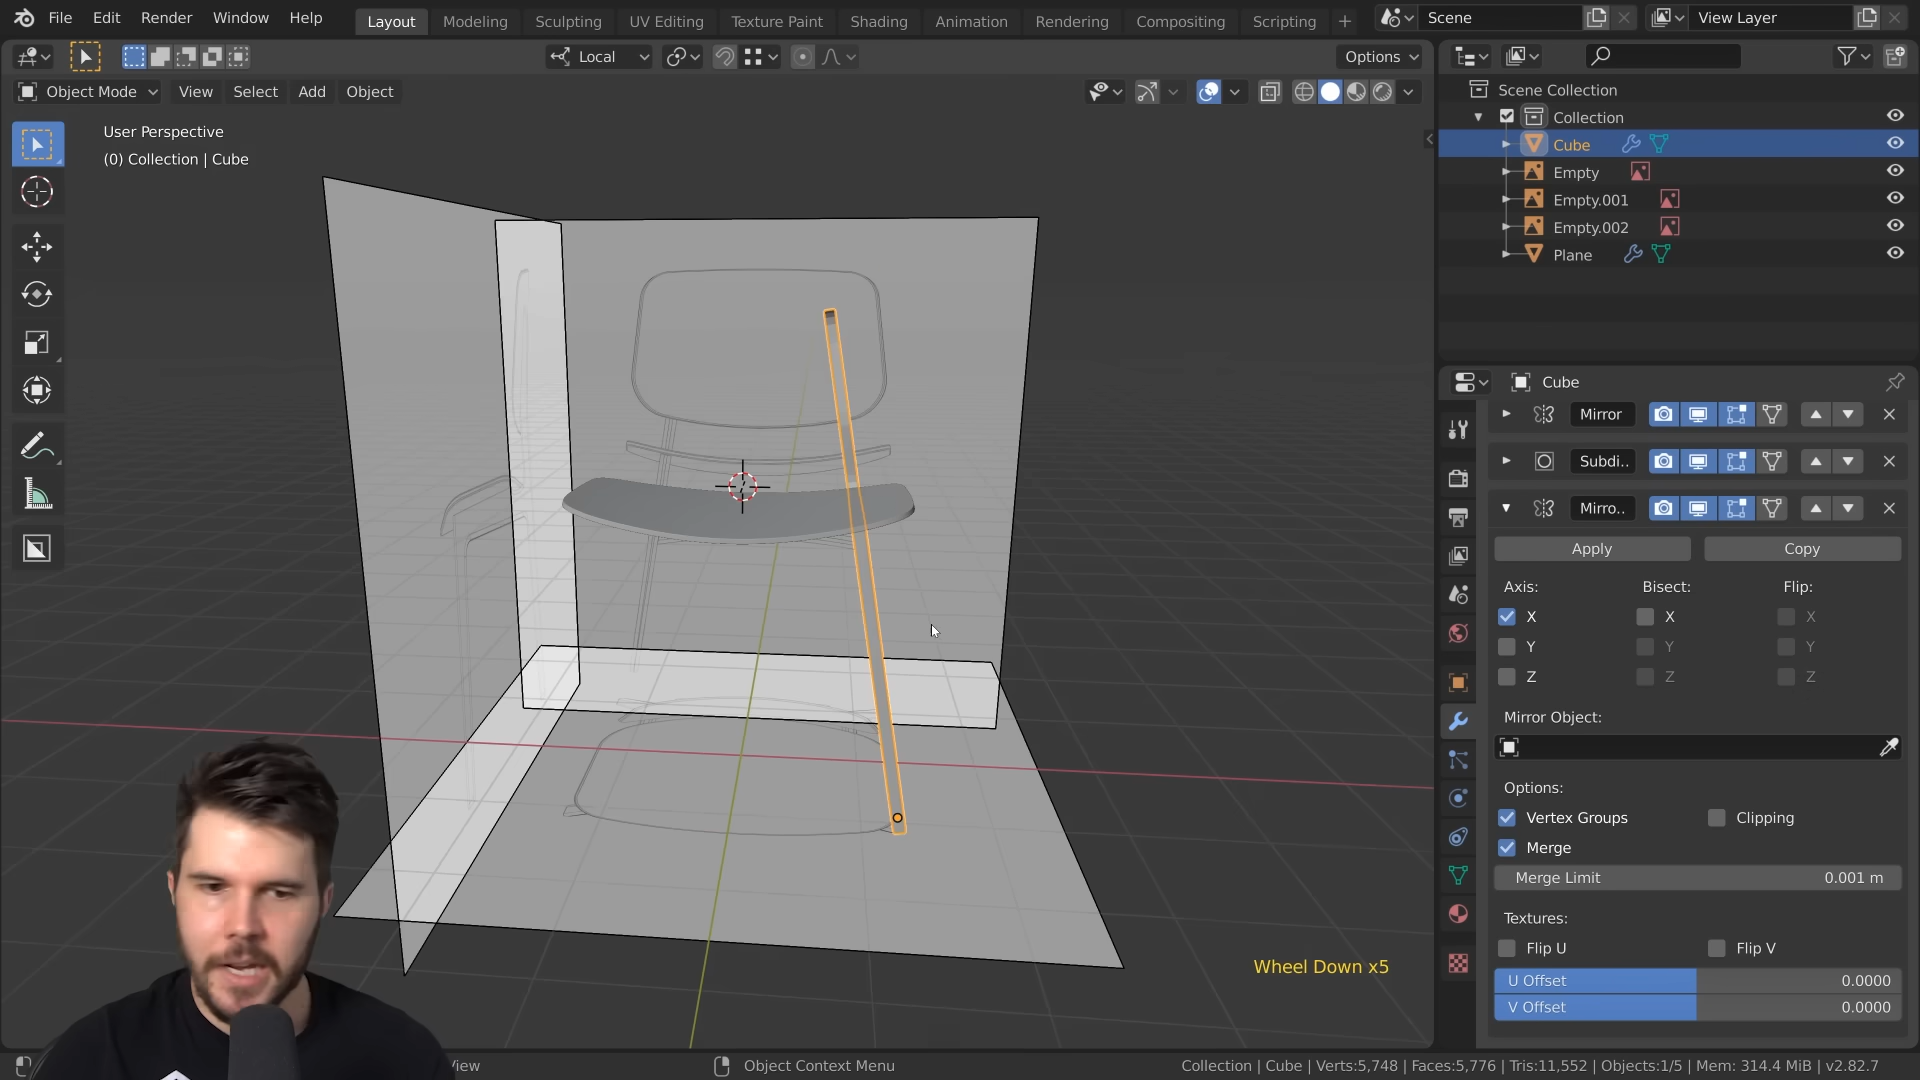 File Edit Render Window Help Layout Modeling Sculpting UV Editing Texture Paint Shading Animation Rendering Compositing Scripting + Scene View Layer
Local Options
Object Mode View Select Add Object
User Perspective
(0) Collection | Cube
Scene Collection
Collection
Cube
Empty
Empty.001
Empty.002
Plane
Cube
Mirror
Subdi..
Mirro..
Apply Copy
Axis: Bisect: Flip:
X X X
Y Y Y
Z Z Z
Mirror Object:
Options:
Vertex Groups Clipping
Merge
Merge Limit 0.001 m
Textures:
Flip U Flip V
U Offset 0.0000
V Offset 0.0000
Wheel Down x5
Object Context Menu Collection | Cube | Verts:5,748 | Faces:5,776 | Tris:11,552 | Objects:1/5 | Mem: 314.4 MiB | v2.82.7